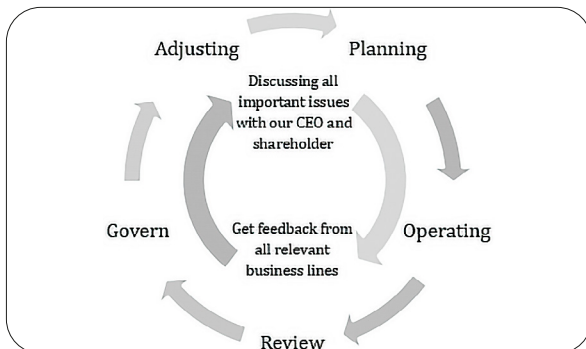 Adjusting
Planning
Discussing all
important issues
with our CEO and
shareholder
Govern
Get feedback from
all relevant
business lines
Operating
Review